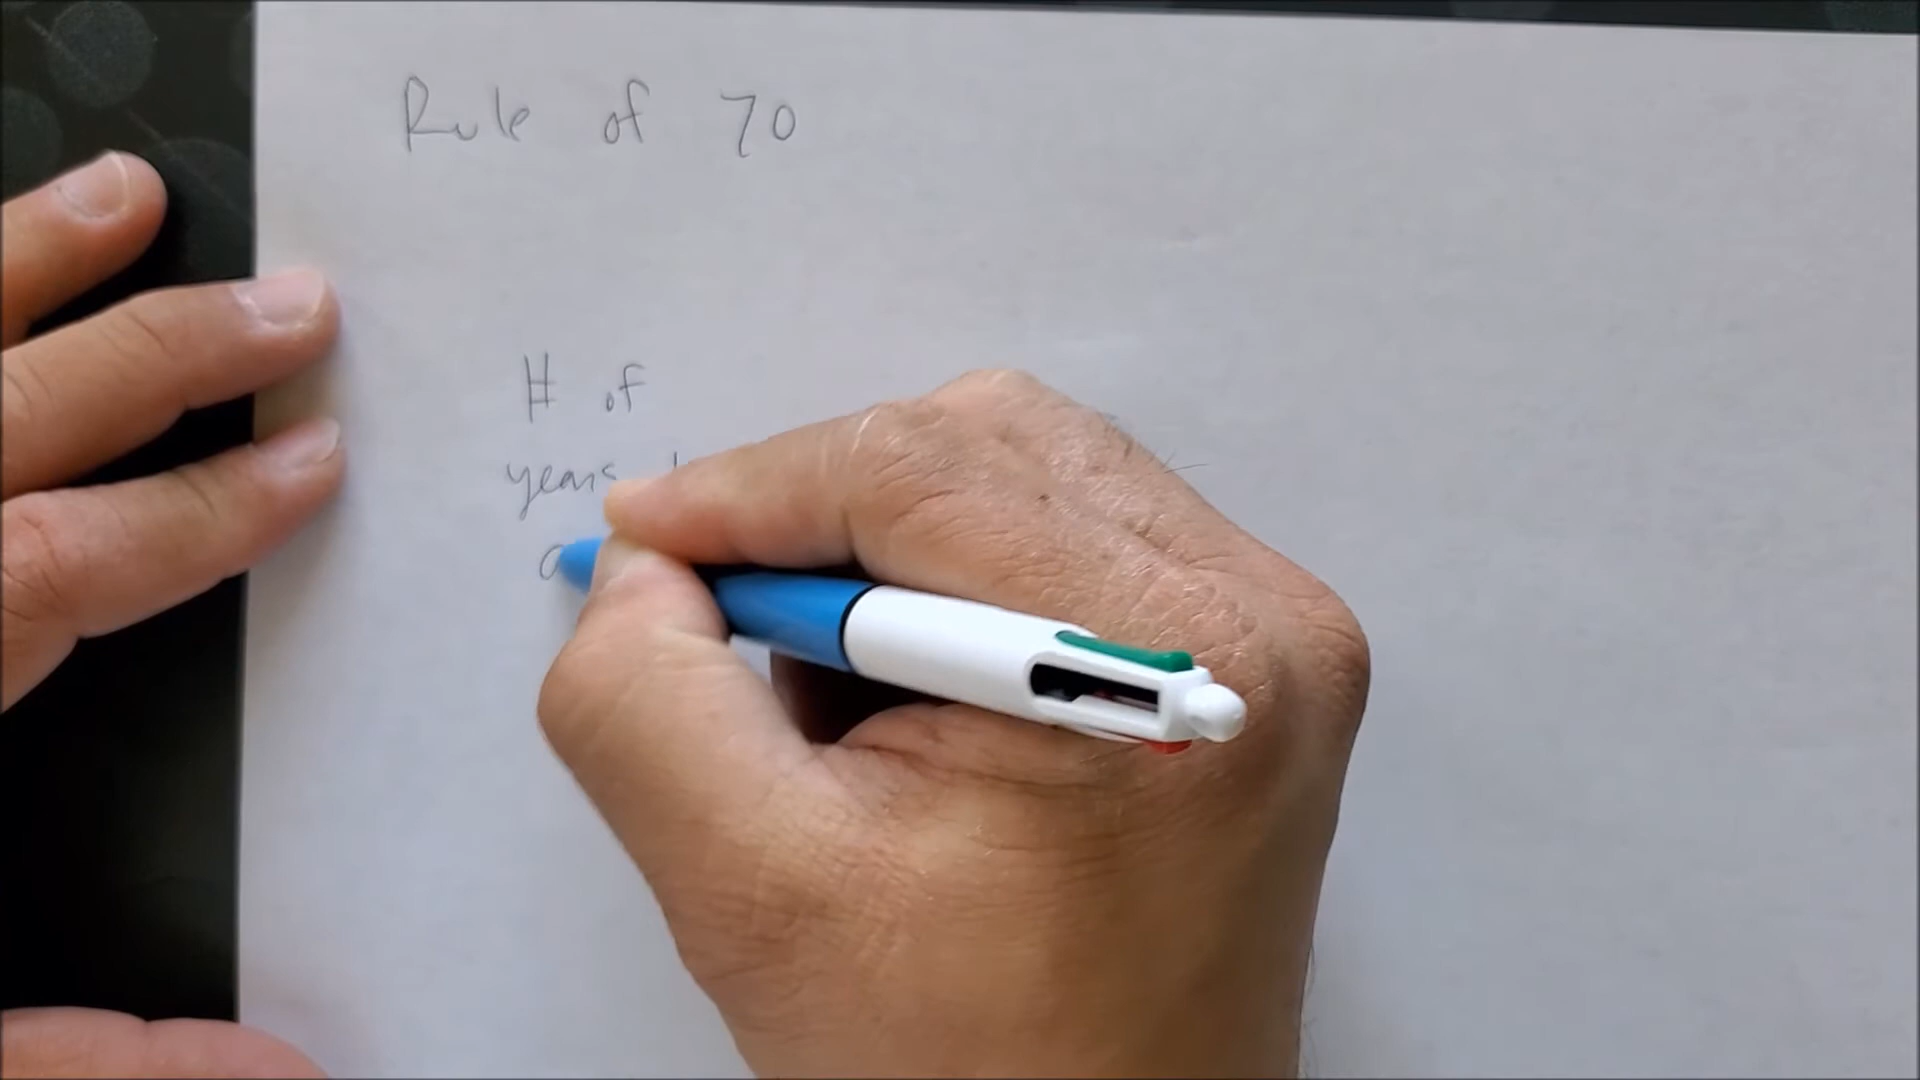 Rule of 70
# of
years